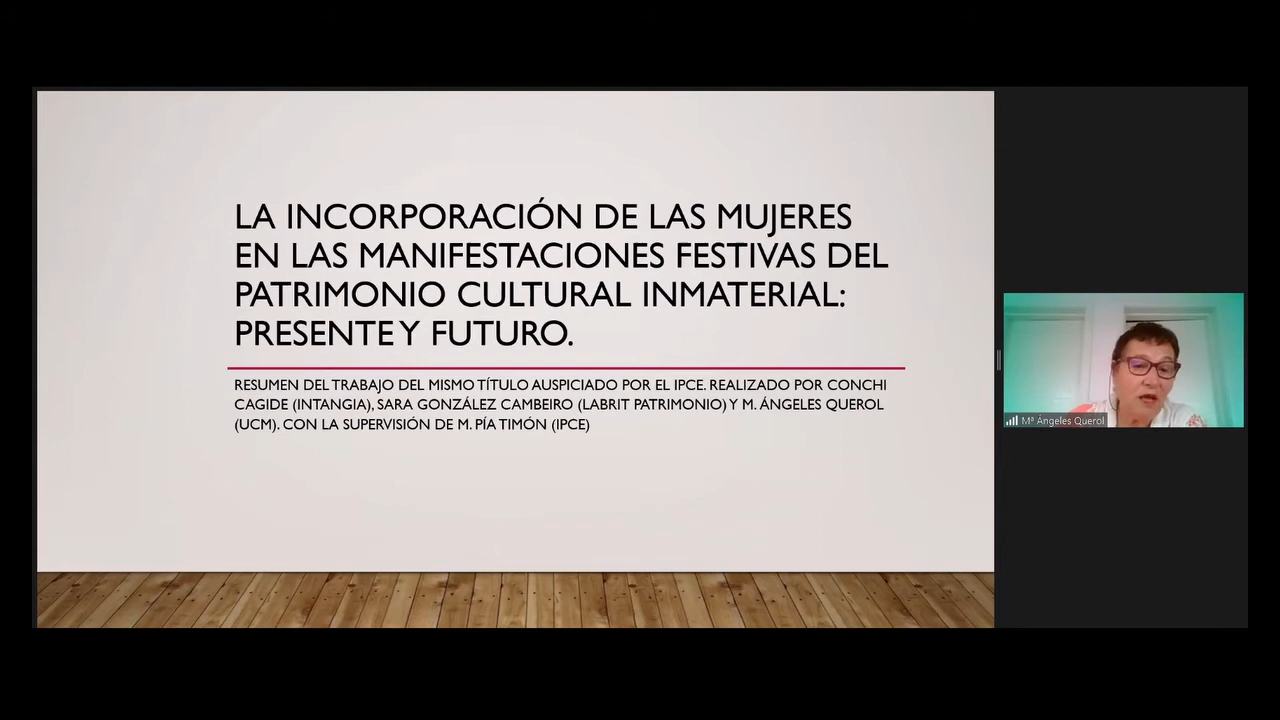 LA INCORPORACIÓN DE LAS MUJERES
EN LAS MANIFESTACIONES FESTIVAS DEL
PATRIMONIO CULTURAL INMATERIAL:
PRESENTE Y FUTURO.
RESUMEN DEL TRABAJO DEL MISMO TÍTULO AUSPICIADO POR EL IPCE. REALIZADO POR CONCHI
CAGIDE (INTANGIA), SARA GONZÁLEZ CAMBEIRO (LABRIT PATRIMONIO) Y M. ÁNGELES QUEROL
(UCM). CON LA SUPERVISIÓN DE M. PÍA TIMÓN (IPCE)
Mª Ángeles Querol